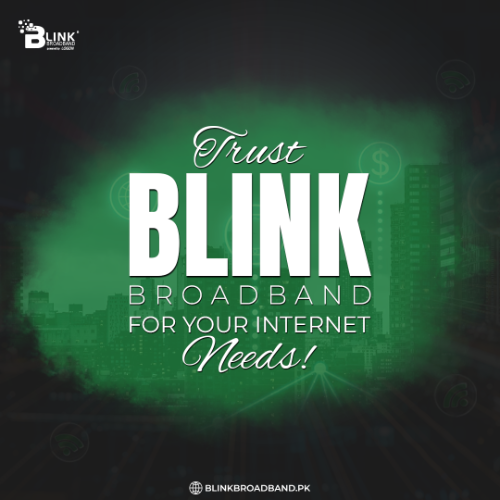 BLINK
BROADBAND
Trust
BLINK
BROADBAND
FOR YOUR INTERNET
Needs!
BLINKBROADBAND.PK